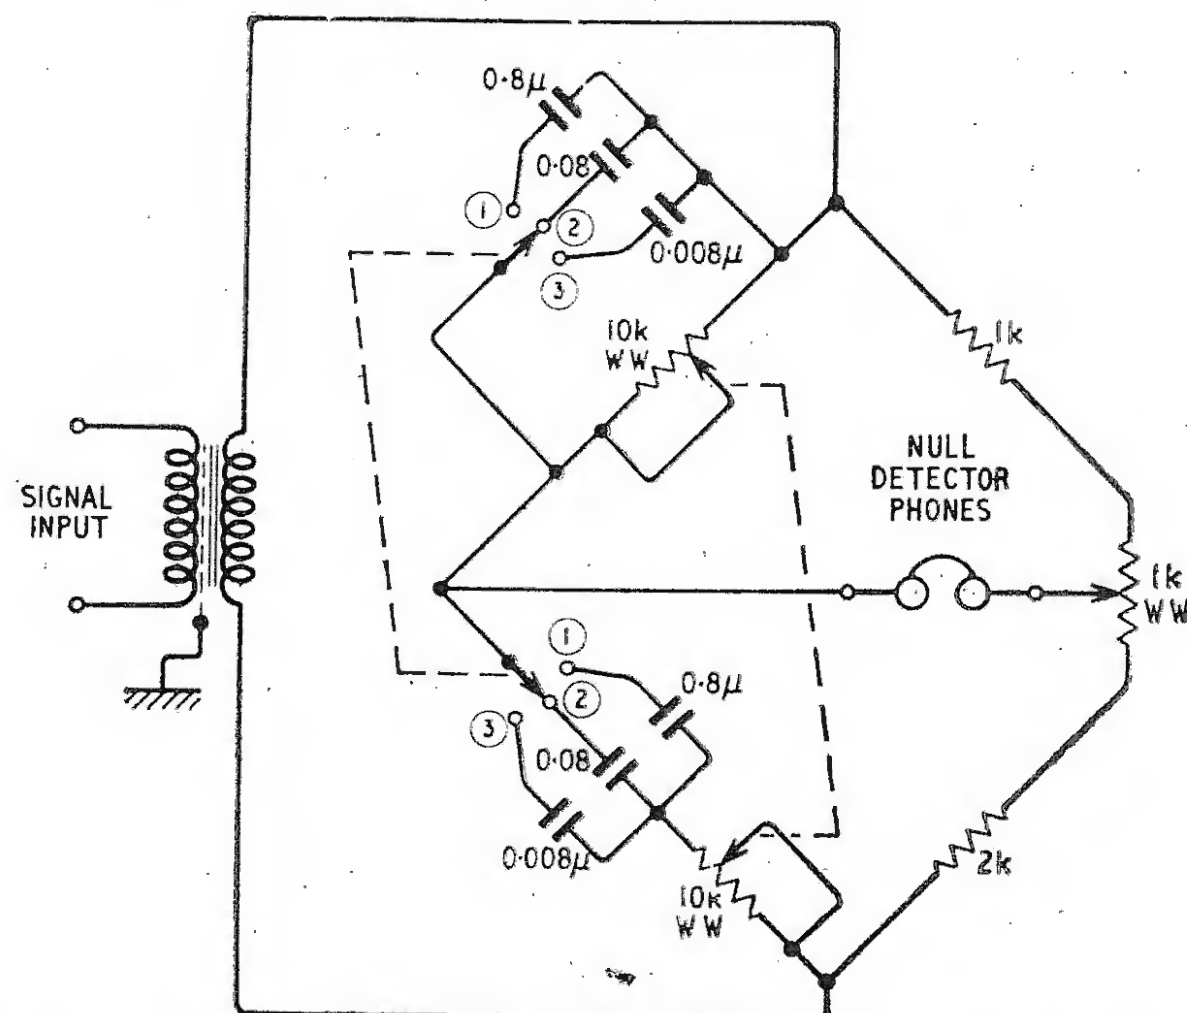 0·8μ
0·08
1
2
0·008μ
3
10k
WW
1k
NULL
DETECTOR
PHONES
SIGNAL
INPUT
1k
WW
1
0·8μ
2
3
0·08
0·008μ
2k
10k
WW